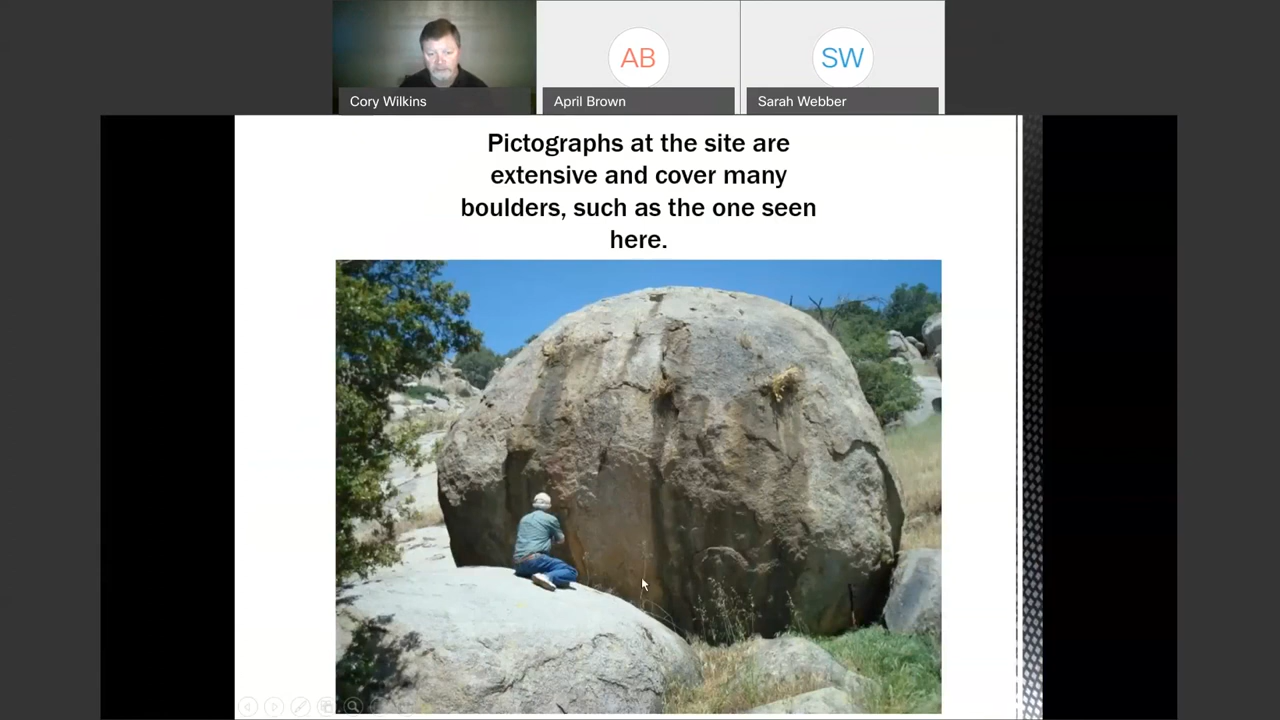 AB
SW
Cory Wilkins
April Brown
Sarah Webber
Pictographs at the site are
extensive and cover many
boulders, such as the one seen
here.